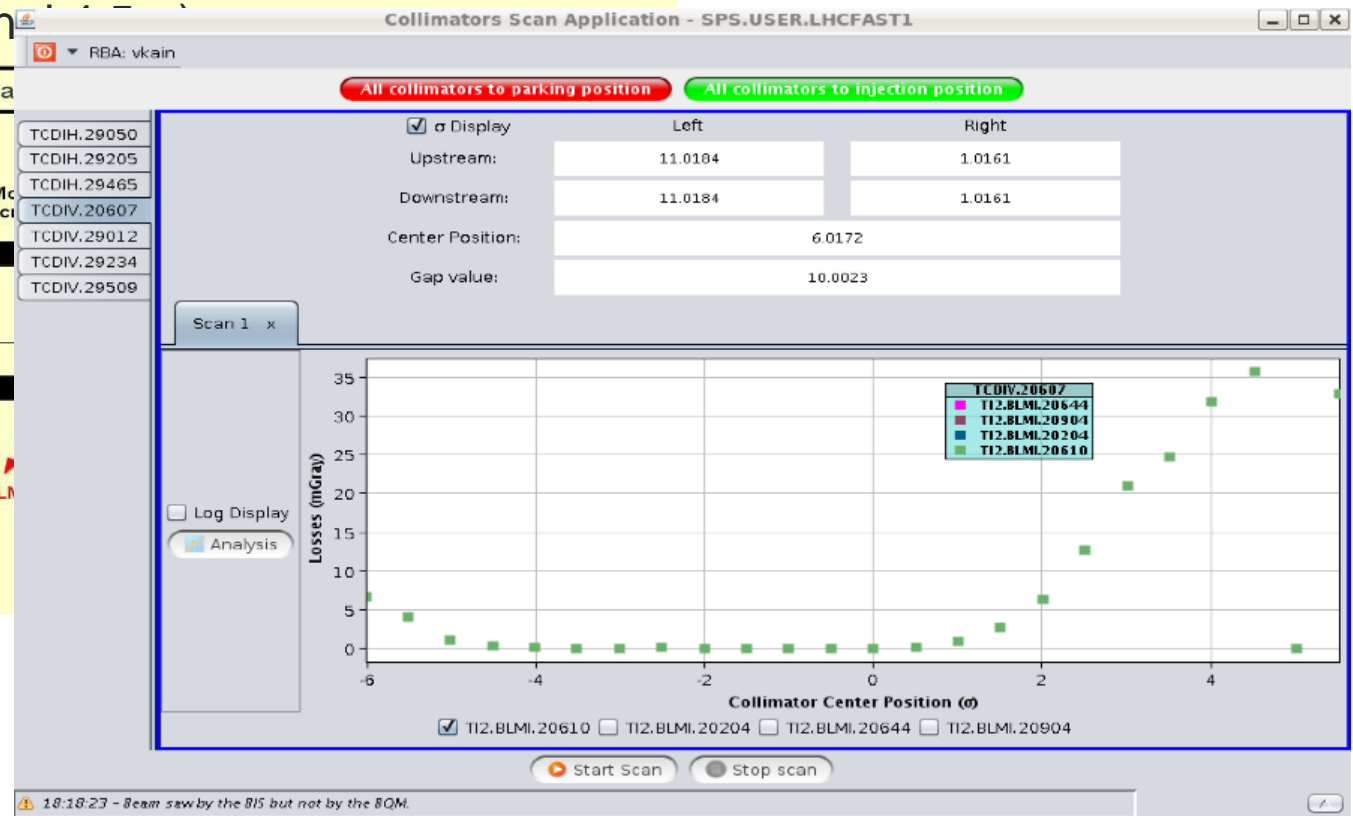 Collimators Scan Application - SPS.USER.LHCFAST1
RBA: vkain
All collimators to parking position All collimators to injection position
TCDIH.29050
TCDIH.29205
TCDIH.29465
TCDIV.20607
TCDIV.29012
TCDIV.29234
TCDIV.29509
σ Display Left Right
Upstream: 11.0184 1.0161
Downstream: 11.0184 1.0161
Center Position: 6.0172
Gap value: 10.0023
Scan 1 x
Log Display
Analysis
Losses (mGray)
35
30
25
20
15
10
5
0
TCDIV.20607
TI2.BLMI.20644
TI2.BLMI.20904
TI2.BLMI.20204
TI2.BLMI.20610
-6 -4 -2 0 2 4
Collimator Center Position (σ)
TI2.BLMI.20610 TI2.BLMI.20204 TI2.BLMI.20644 TI2.BLMI.20904
Start Scan Stop scan
18:18:23 - Beam saw by the BIS but not by the BQM.